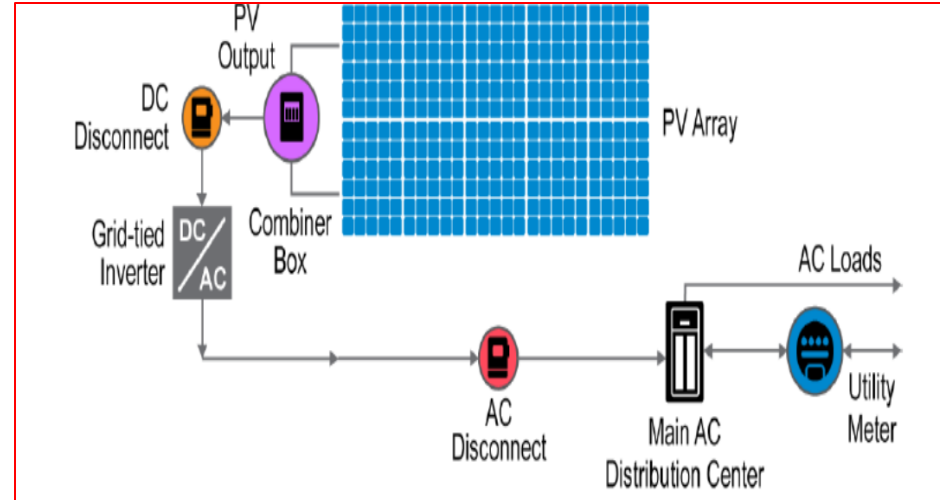 PV
Output
DC
Disconnect
PV Array
Grid-tied
Inverter
DC
AC
Combiner
Box
AC Loads
AC
Disconnect
Main AC
Distribution Center
Utility
Meter